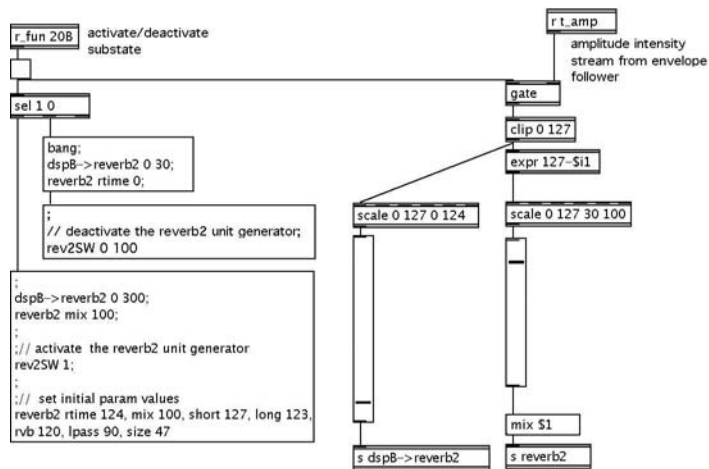 r_fun 20B
activate/deactivate
substate
sel 1 0
bang;
dspB->reverb2 0 30;
reverb2 rtime 0;
;
// deactivate the reverb2 unit generator;
rev2SW 0 100
;
dspB->reverb2 0 300;
reverb2 mix 100;
;
;// activate the reverb2 unit generator
rev2SW 1;
;
;// set initial param values
reverb2 rtime 124, mix 100, short 127, long 123,
rvb 120, lpass 90, size 47
r t_amp
amplitude intensity
stream from envelope
follower
gate
clip 0 127
expr 127-$i1
scale 0 127 0 124
scale 0 127 30 100
mix $1
s dspB->reverb2
s reverb2